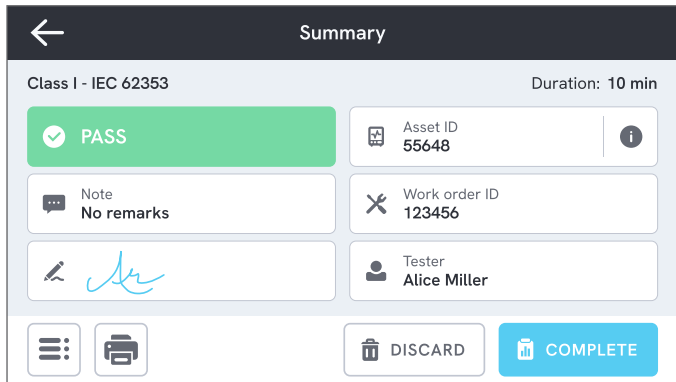 Summary
Class I - IEC 62353
Duration: 10 min
PASS
Asset ID
55648
Note
No remarks
Work order ID
123456
Tester
Alice Miller
DISCARD
COMPLETE